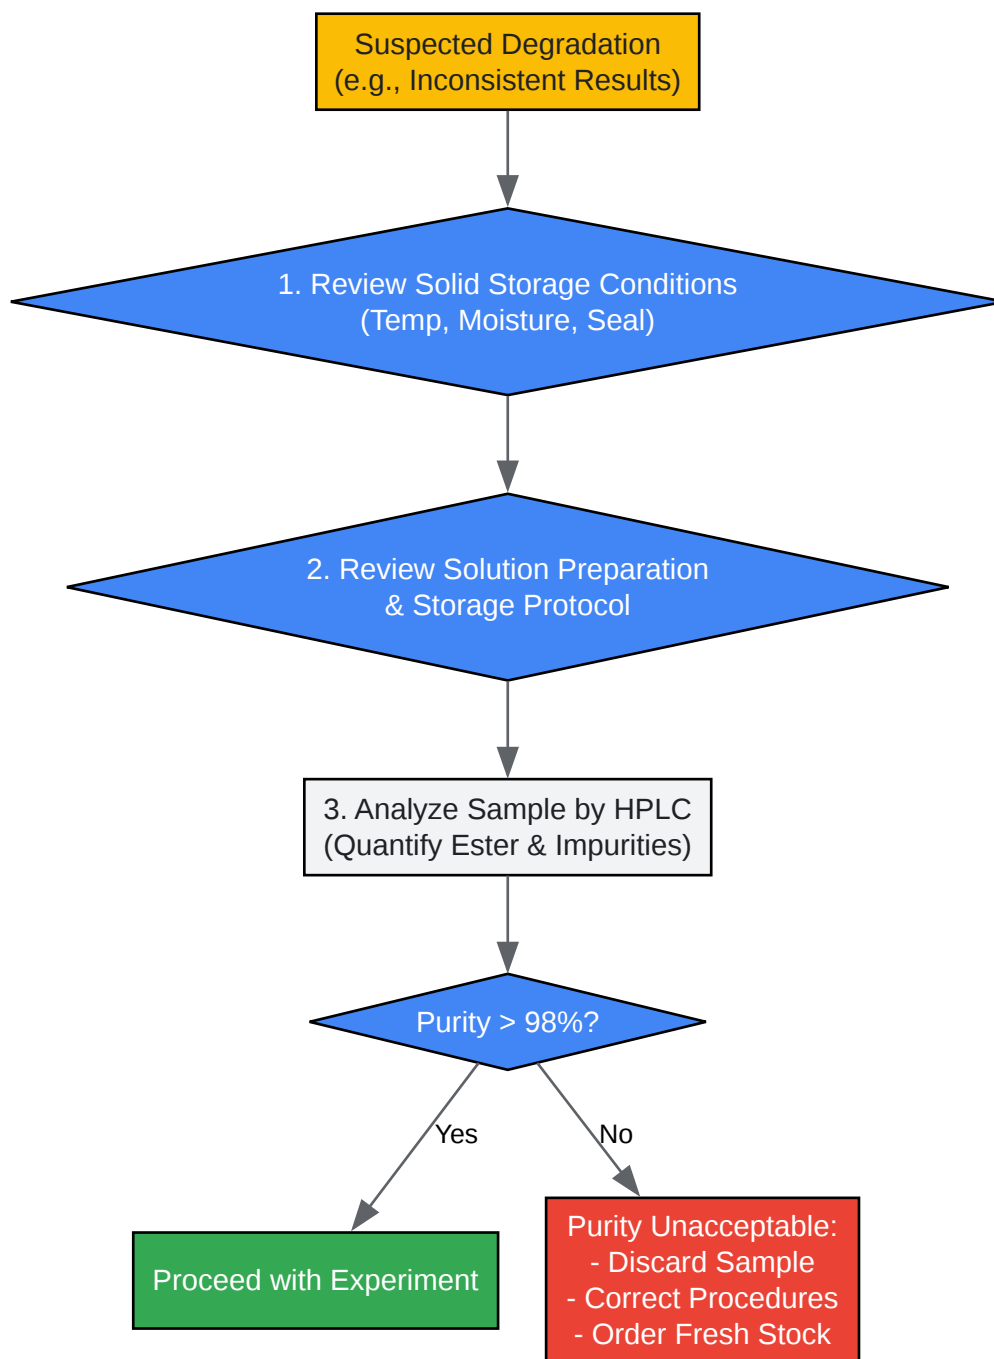 Suspected Degradation
(e.g., Inconsistent Results)
1. Review Solid Storage Conditions
(Temp, Moisture, Seal)
2. Review Solution Preparation
& Storage Protocol
3. Analyze Sample by HPLC
(Quantify Ester & Impurities)
Purity > 98%?
Yes
No
Proceed with Experiment
Purity Unacceptable:
- Discard Sample
- Correct Procedures
- Order Fresh Stock